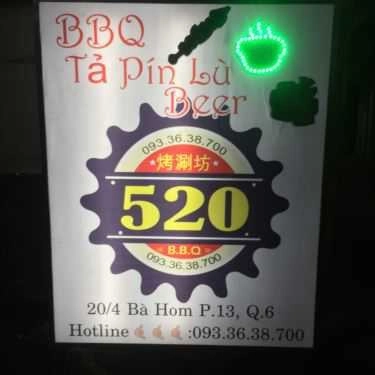 BBQ
Tả Pín Lù
Beer
093.36.38.700
烤涮坊
520
B.B.Q
093.36.38.700
20/4 Bà Hom P.13, Q.6
Hotline :093.36.38.700